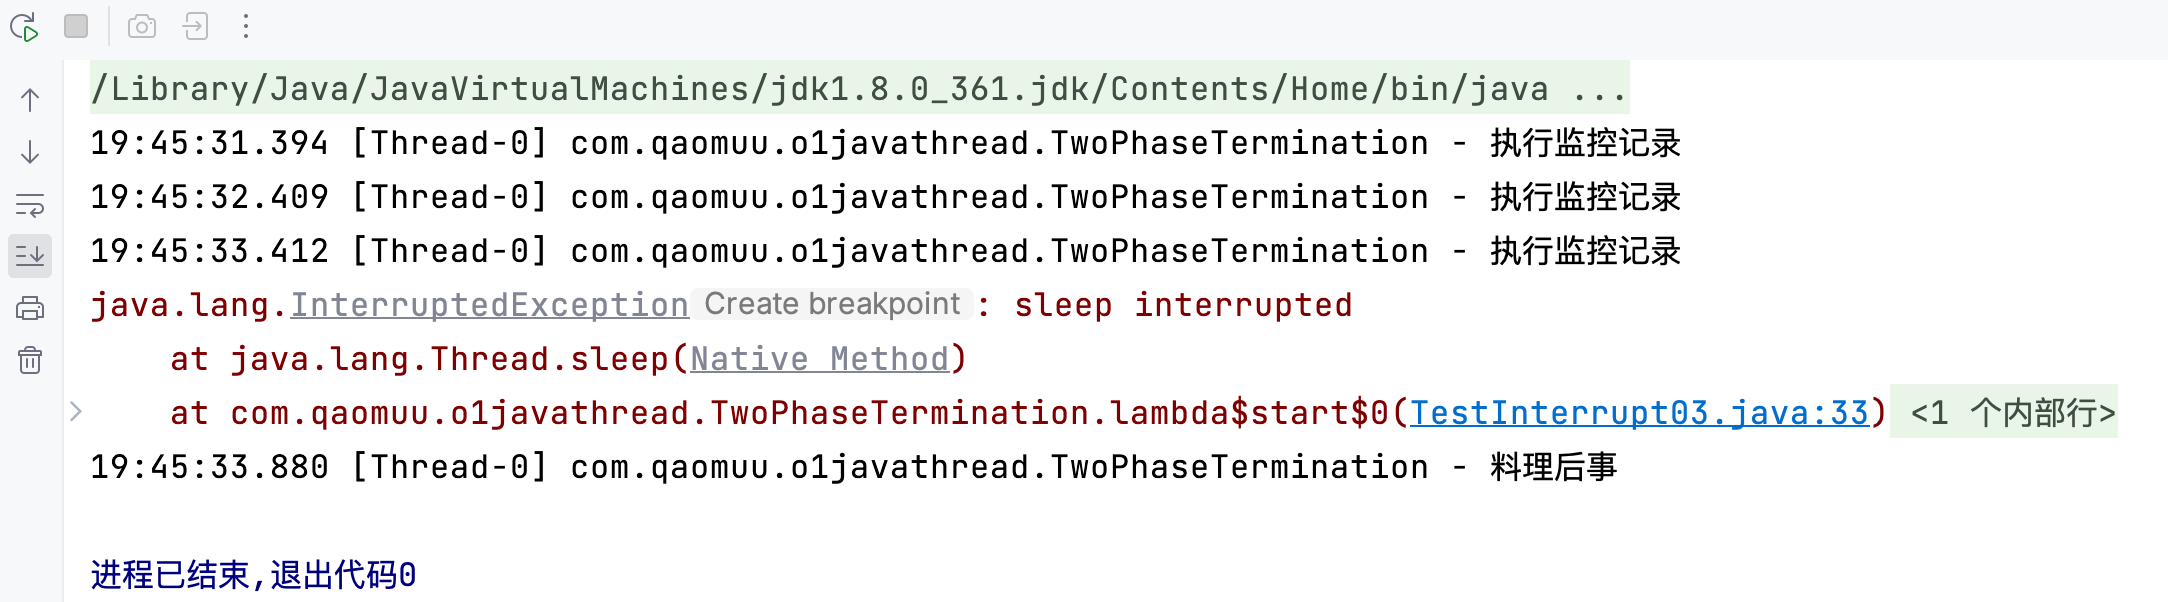 /Library/Java/JavaVirtualMachines/jdk1.8.0_361.jdk/Contents/Home/bin/java ...
19:45:31.394 [Thread-0] com.qaomuu.o1javathread.TwoPhaseTermination - 执行监控记录
19:45:32.409 [Thread-0] com.qaomuu.o1javathread.TwoPhaseTermination - 执行监控记录
19:45:33.412 [Thread-0] com.qaomuu.o1javathread.TwoPhaseTermination - 执行监控记录
java.lang.InterruptedException Create breakpoint : sleep interrupted
    at java.lang.Thread.sleep(Native Method)
    at com.qaomuu.o1javathread.TwoPhaseTermination.lambda$start$0(TestInterrupt03.java:33) <1 个内部行>
19:45:33.880 [Thread-0] com.qaomuu.o1javathread.TwoPhaseTermination - 料理后事
进程已结束,退出代码0